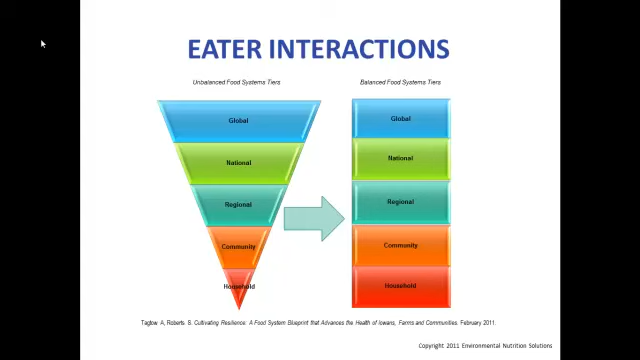 EATER INTERACTIONS
Unbalanced Food Systems Tiers
Balanced Food Systems Tiers
Global
National
Regional
Community
Household
Global
National
Regional
Community
Household
Tagtow A, Roberts. S. Cultivating Resilience: A Food System Blueprint that Advances the Health of Iowans, Farms and Communities. February 2011.
Copyright 2011 Environmental Nutrition Solutions